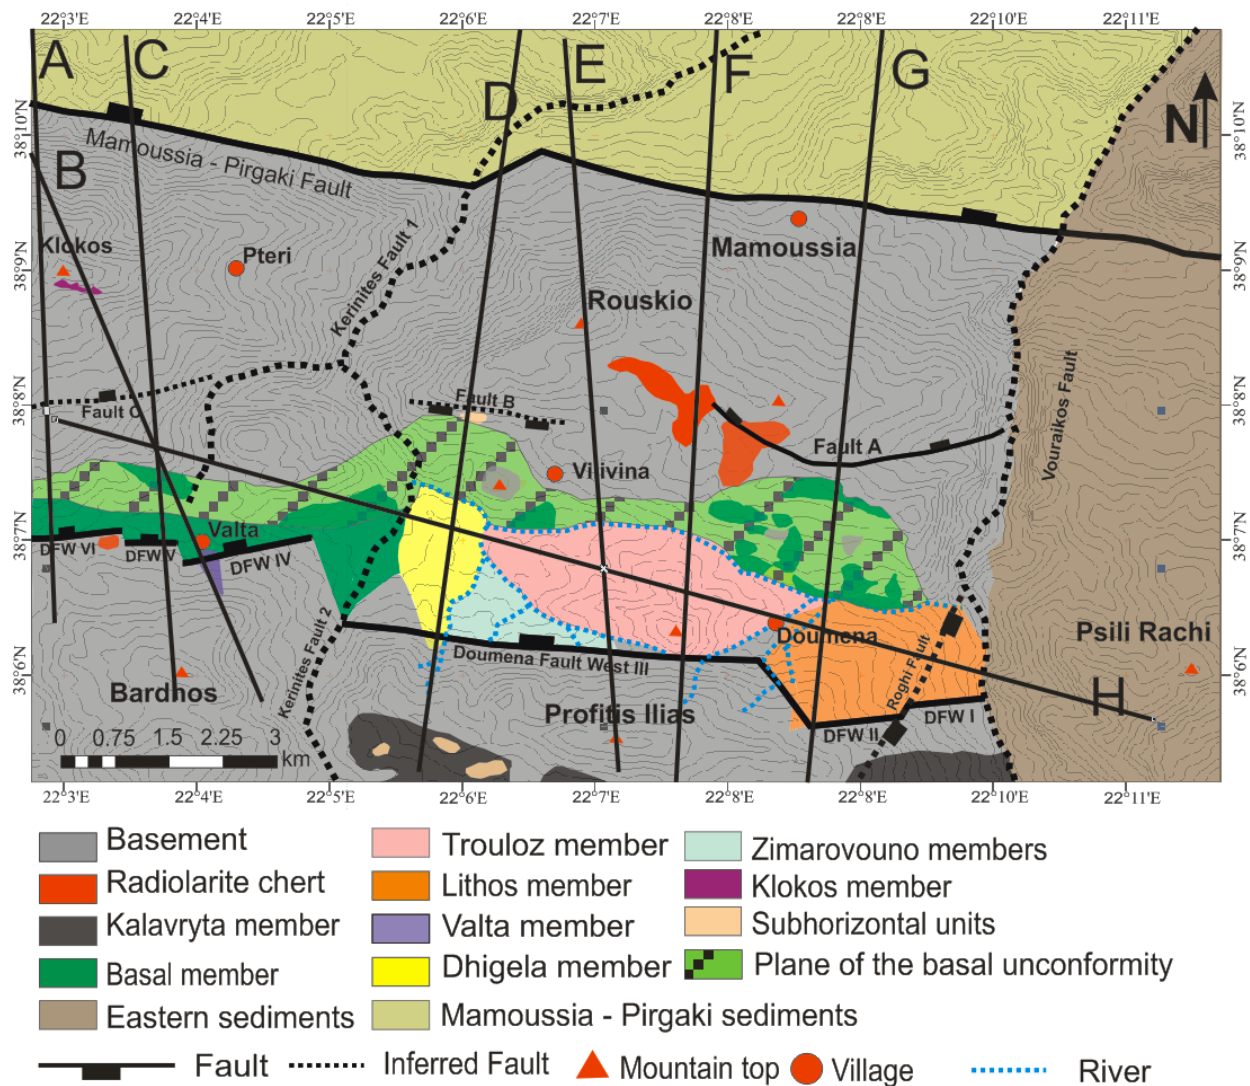 22°3'E 22°4'E 22°5'E 22°6'E 22°7'E 22°8'E 22°8'E 22°10'E 22°11'E
A C D E F G
N
38°10'N 38°10'N
Mamoussia - Pirgaki Fault
B
Klokos
Pteri
Mamoussia
38°9'N 38°9'N
Kerinites Fault 1
Rouskio
Vouraikos Fault
38°8'N 38°8'N
Fault C
Fault B
Fault A
Vilivina
38°7'N 38°7'N
Valta
DFW VI DFW V DFW IV
Kerinites Fault 2
Doumena
Psili Rachi
Doumena Fault West III
Roghi Fault
38°6'N 38°6'N
Bardhos
Profitis Ilias
H
DFW I
DFW II
0 0.75 1.5 2.25 3
km
22°3'E 22°4'E 22°5'E 22°6'E 22°7'E 22°8'E 22°8'E 22°10'E 22°11'E
Basement
Radiolarite chert
Kalavryta member
Basal member
Eastern sediments
Trouloz member
Lithos member
Valta member
Dhigela member
Mamoussia - Pirgaki sediments
Zimarovouno members
Klokos member
Subhorizontal units
Plane of the basal unconformity
Fault
Inferred Fault
Mountain top
Village
River